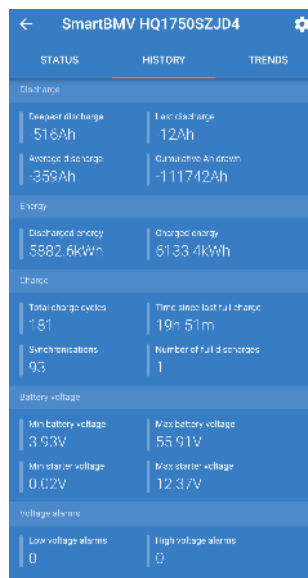 SmartBMV HQ1750SZJD4
STATUS HISTORY TRENDS
Discharge
Deepest discharge Last discharge
-516Ah -12Ah
Average discharge Cumulative Ah drawn
-359Ah -111742Ah
Energy
Discharged energy Charged energy
5882.6kWh 6133.4kWh
Charge
Total charge cycles Time since last full charge
181 19h 51m
Synchronisations Number of full discharges
93 1
Battery voltage
Min battery voltage Max battery voltage
3.93V 55.91V
Min starter voltage Max starter voltage
0.02V 12.37V
Voltage alarms
Low voltage alarms High voltage alarms
0 0